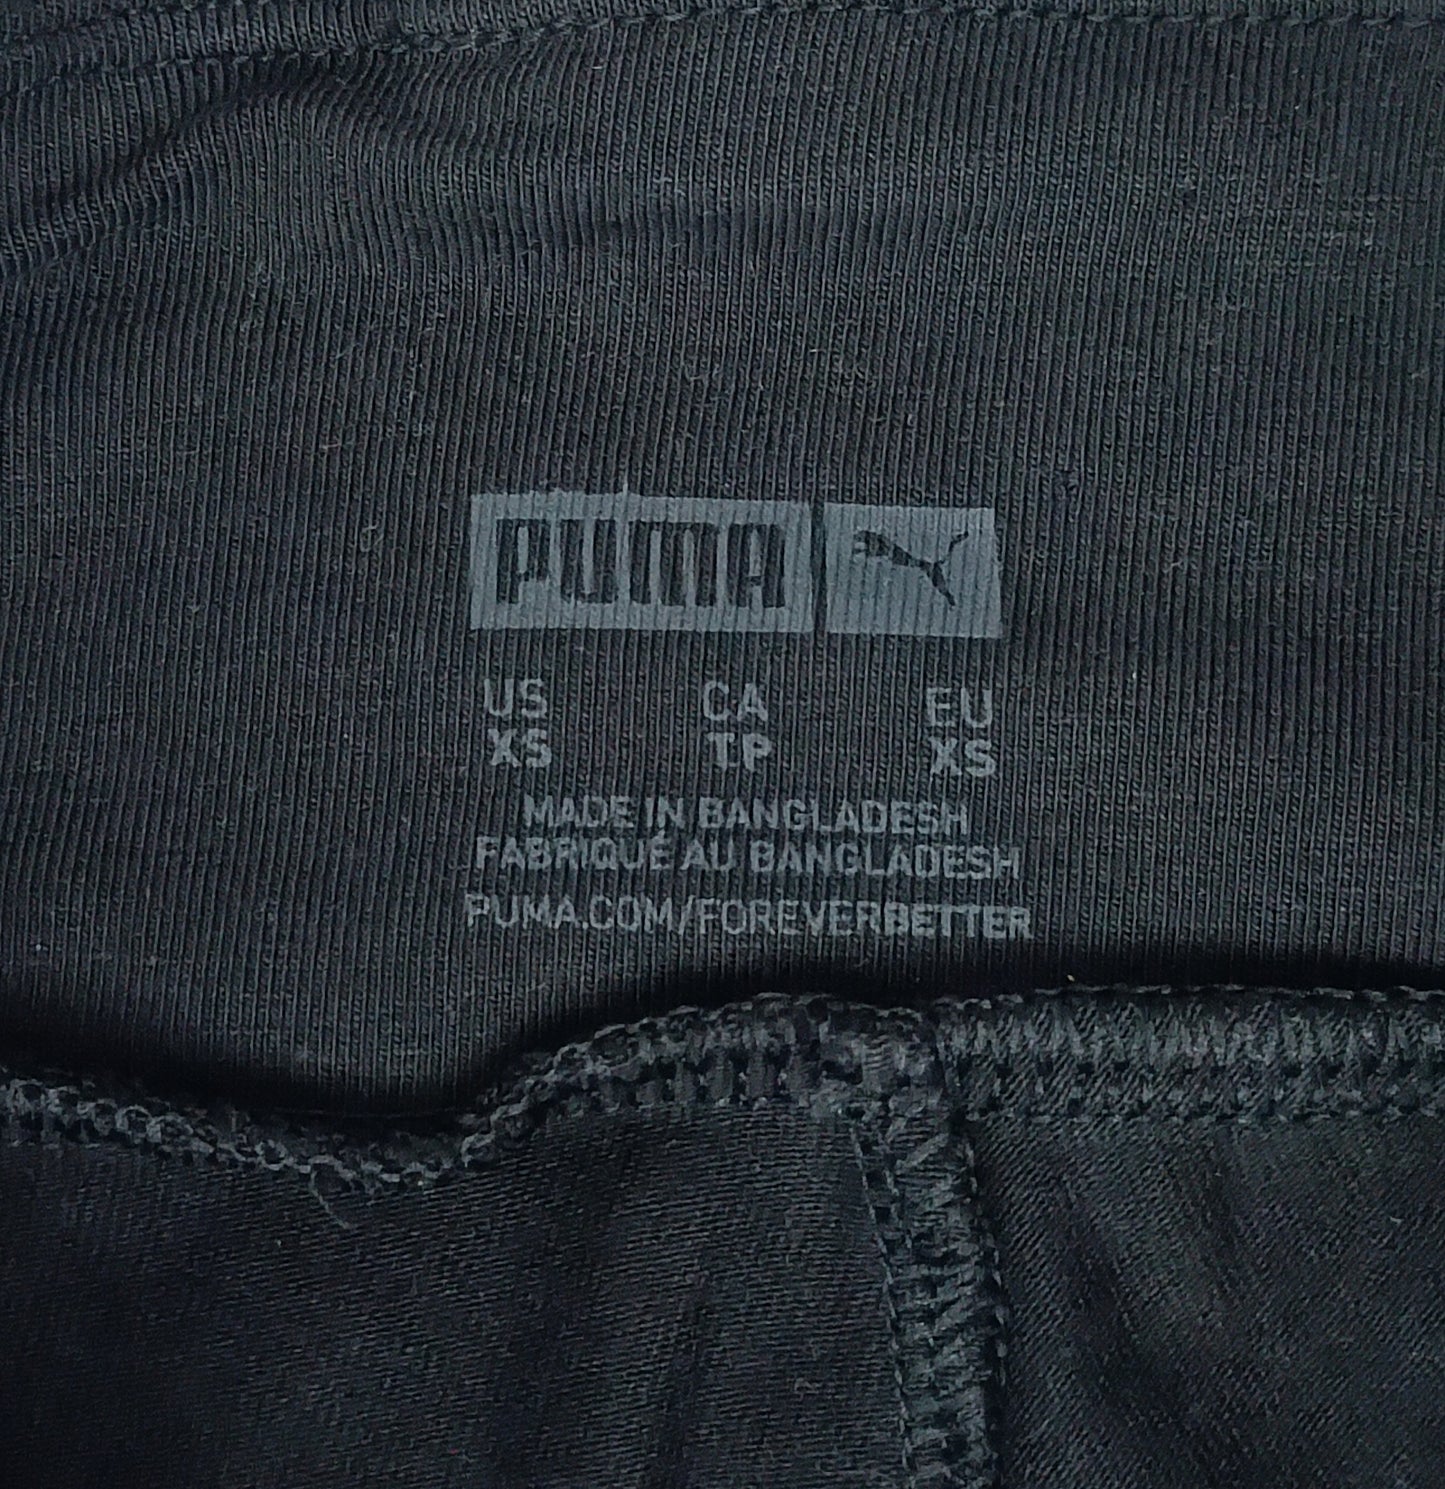 PUMA
US CA EU
XS TP XS
MADE IN BANGLADESH
FABRIQUÉ AU BANGLADESH
PUMA.COM/FOREVERBETTER